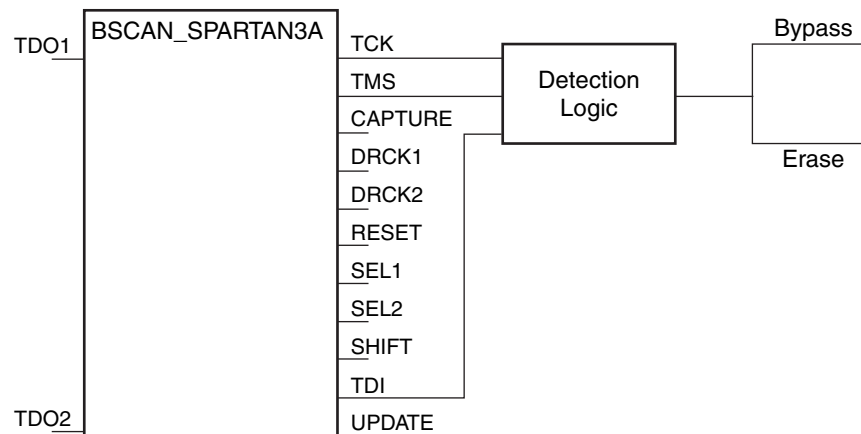 BSCAN_SPARTAN3A
TDO1
TDO2
TCK
TMS
CAPTURE
DRCK1
DRCK2
RESET
SEL1
SEL2
SHIFT
TDI
UPDATE
Detection
Logic
Bypass
Erase